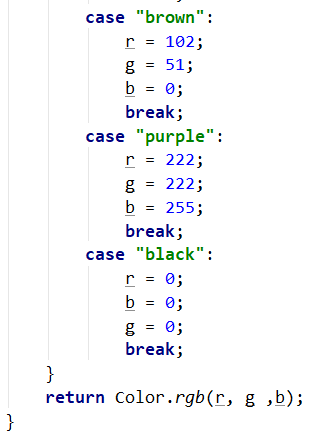 case "brown":
r = 102;
g = 51;
b = 0;
break;
case "purple":
r = 222;
g = 222;
b = 255;
break;
case "black":
r = 0;
b = 0;
g = 0;
break;
}
return Color.rgb(r, g ,b);
}